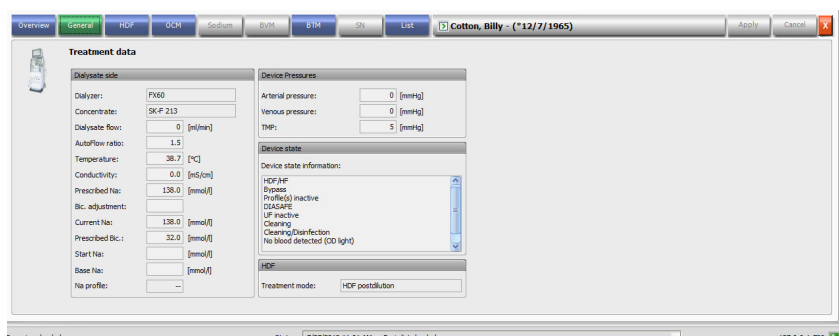 Overview General HDF OCM Sodium BVM BTM SN List Cotton, Billy - (*12/7/1965) Apply Cancel X
Treatment data
Dialysate side
Dialyzer: FX60
Concentrate: SK-F 213
Dialysate flow: 0 [ml/min]
AutoFlow ratio: 1.5
Temperature: 38.7 [°C]
Conductivity: 0.0 [mS/cm]
Prescribed Na: 138.0 [mmol/l]
Bic. adjustment:
Current Na: 138.0 [mmol/l]
Prescribed Bic.: 32.0 [mmol/l]
Start Na: [mmol/l]
Base Na: [mmol/l]
Na profile: --
Device Pressures
Arterial pressure: 0 [mmHg]
Venous pressure: 0 [mmHg]
TMP: 5 [mmHg]
Device state
Device state information:
HDF/HF
Bypass
Profile(s) inactive
DIASAFE
UF inactive
Cleaning
Cleaning/Disinfection
No blood detected (OD light)
HDF
Treatment mode: HDF postdilution